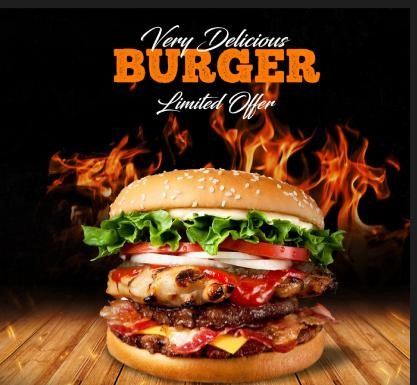 Very Delicious
BURGER
Limited Offer